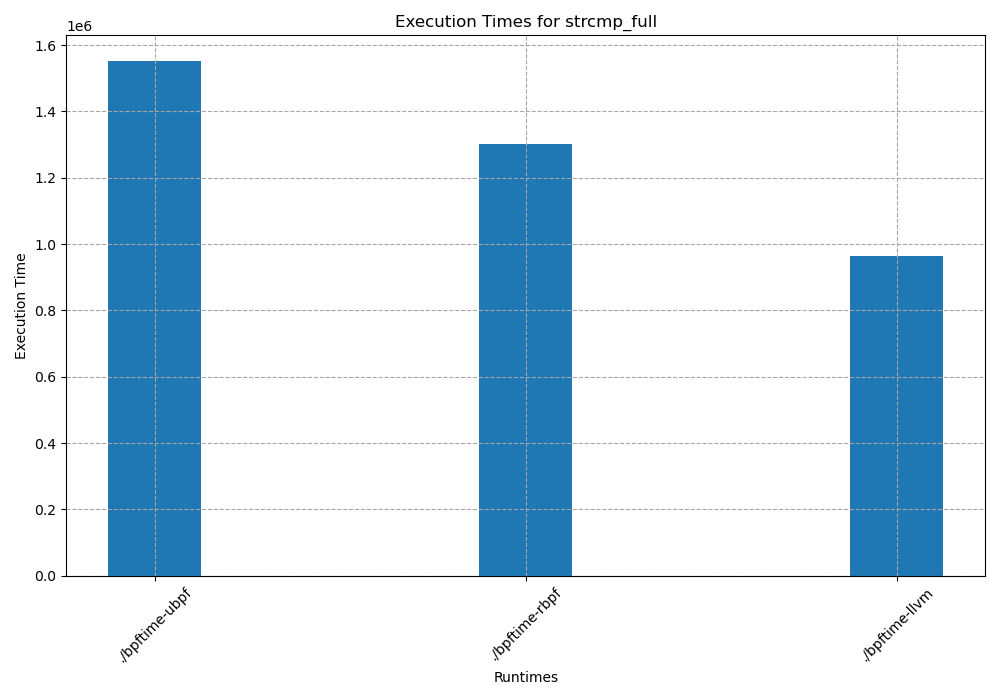 Execution Times for strcmp_full
1e6
1.6
1.4
1.2
1.0
0.8
0.6
0.4
0.2
0.0
Execution Time
./bpftime-ubpf
./bpftime-rbpf
./bpftime-llvm
Runtimes